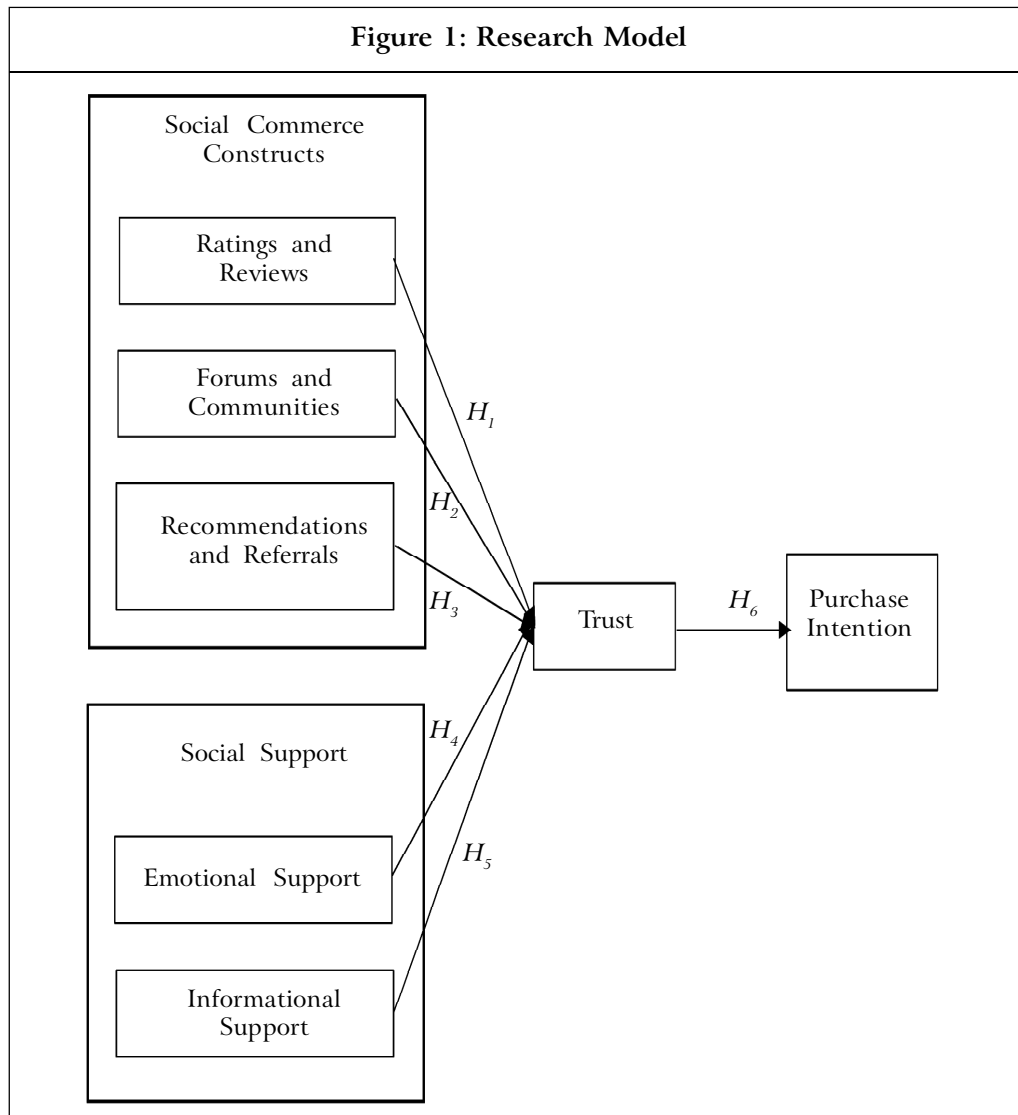 Figure 1: Research Model
Social Commerce
Constructs
Ratings and
Reviews
Forums and
Communities
Recommendations
and Referrals
H1
H2
H3
Trust
H6
Purchase
Intention
Social Support
Emotional Support
Informational
Support
H4
H5